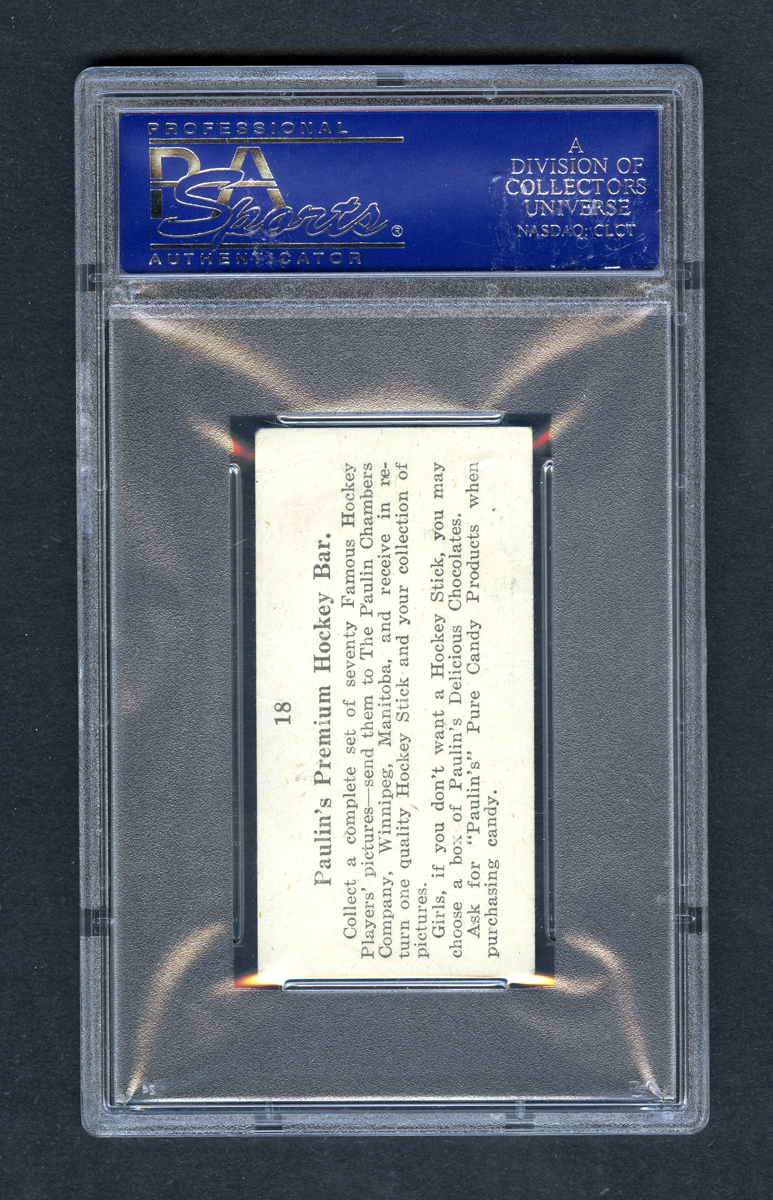 PROFESSIONAL
PSA
Sports®
AUTHENTICATOR
A
DIVISION OF
COLLECTORS
UNIVERSE
NASDAQ: CLCT
18
Paulin's Premium Hockey Bar.
Collect a complete set of seventy Famous Hockey
Players' pictures—send them to The Paulin Chambers
Company, Winnipeg, Manitoba, and receive in re-
turn one quality Hockey Stick and your collection of
pictures.
Girls, if you don't want a Hockey Stick, you may
choose a box of Paulin's Delicious Chocolates.
Ask for "Paulin's" Pure Candy Products when
purchasing candy.